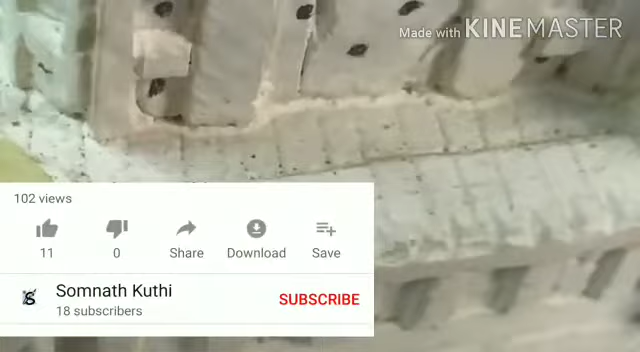 Made with KINEMASTER
102 views
11 0 Share Download Save
Somnath Kuthi SUBSCRIBE
18 subscribers